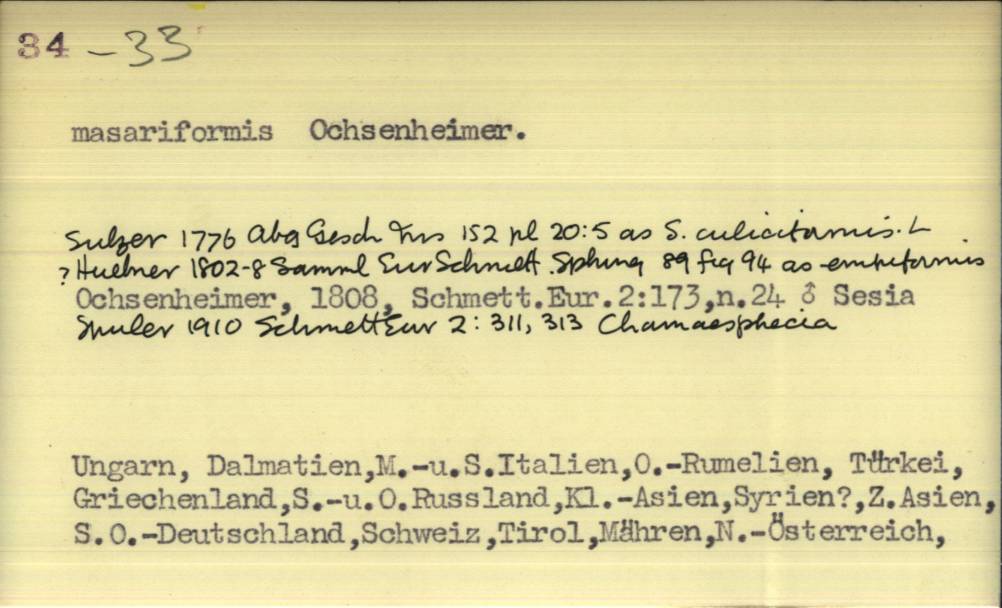 34 - 33
masariformis Ochsenheimer.
Sulzer 1776 Abg Gesch Ins 152 pl 20:5 as S. culiciformis. L
? Huebner 1802-8 Samml Eur Schmett. Sphing 89 fig 94 as empiformis
Ochsenheimer, 1808, Schmett.Eur.2:173,n.24 ♂ Sesia
Spuler 1910 Schmett Eur 2: 311, 313 Chamaesphecia
Ungarn, Dalmatien,M.-u.S.Italien,O.-Rumelien, Türkei,
Griechenland,S.-u.O.Russland,Kl.-Asien,Syrien?,Z.Asien,
S.O.-Deutschland,Schweiz,Tirol,Mähren,N.-Österreich,